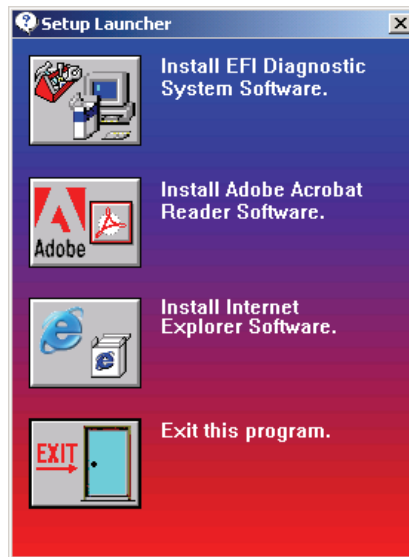 Setup Launcher
Install EFI Diagnostic
System Software.
Install Adobe Acrobat
Reader Software.
Adobe
Install Internet
Explorer Software.
Exit this program.
EXIT